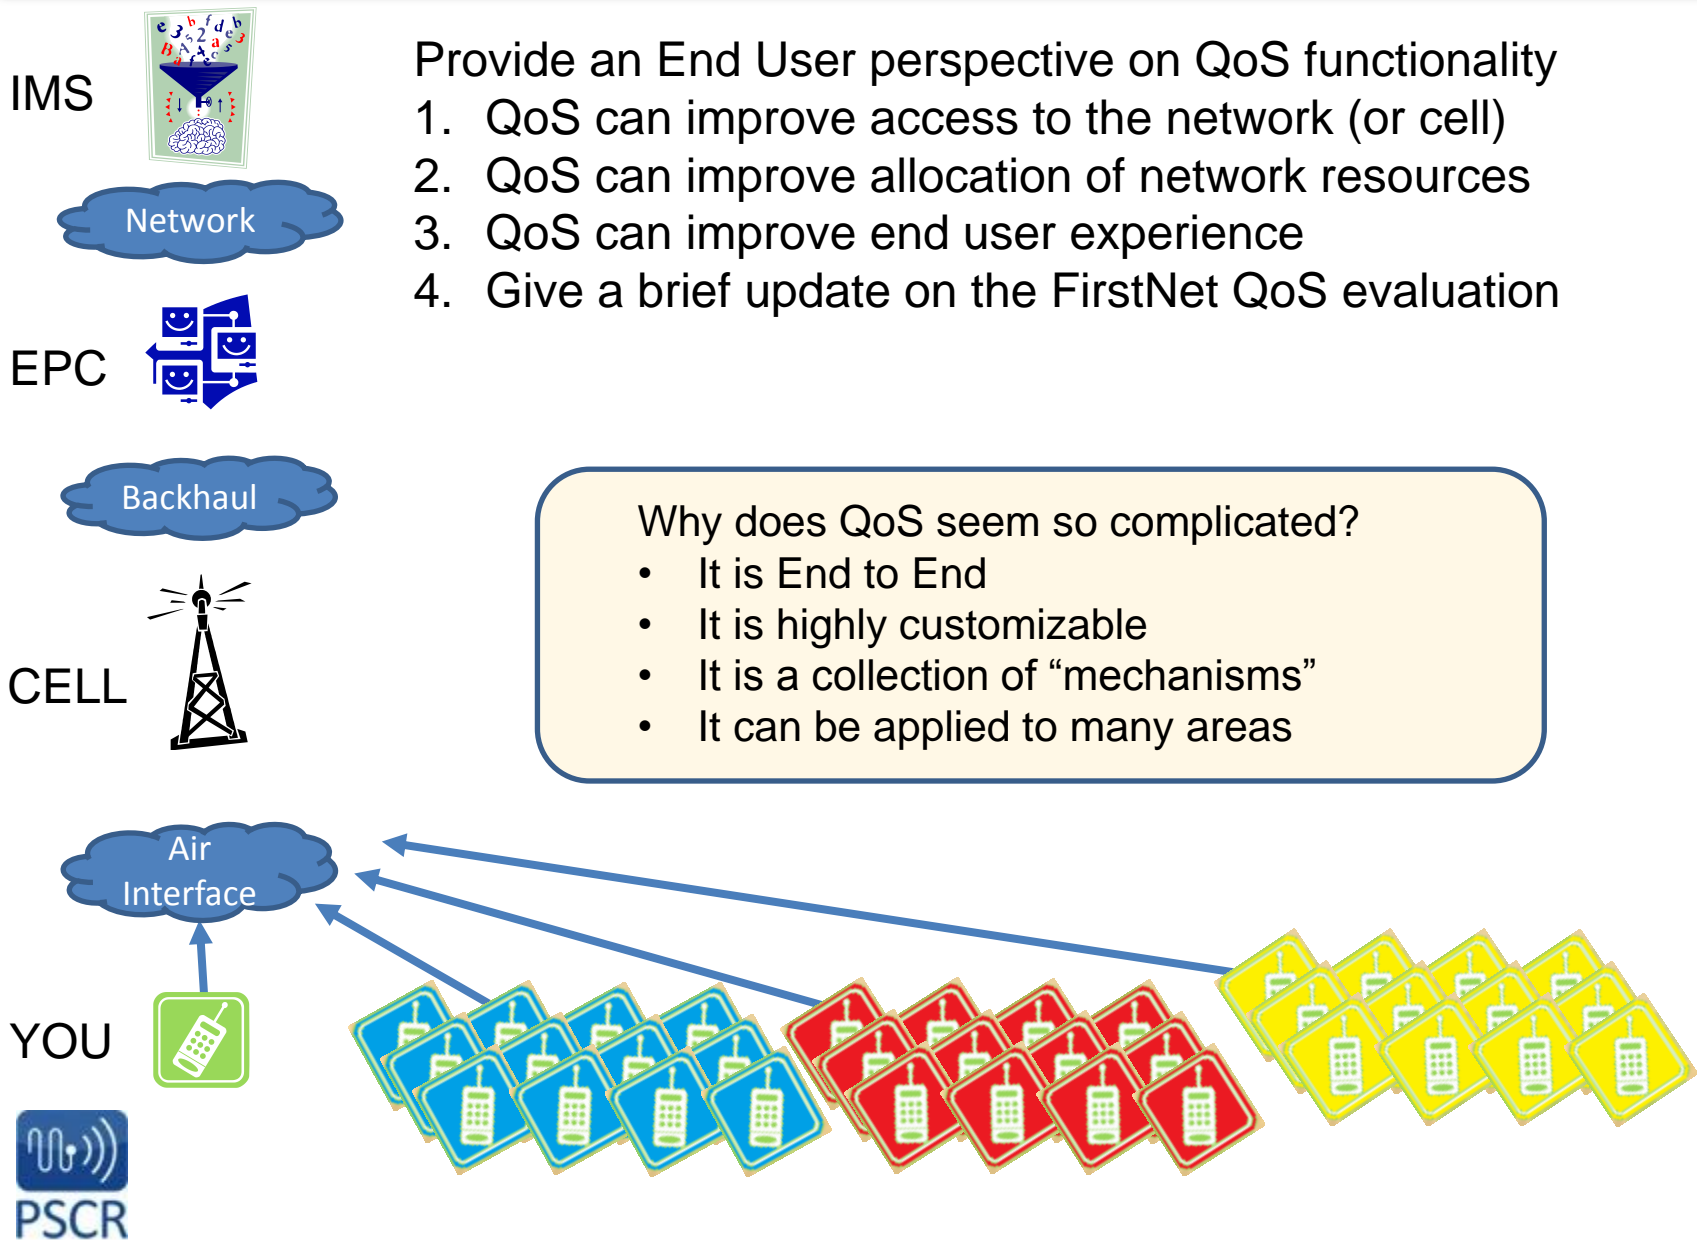 IMS
Network
EPC
Backhaul
CELL
Air
Interface
YOU
PSCR
Provide an End User perspective on QoS functionality
1. QoS can improve access to the network (or cell)
2. QoS can improve allocation of network resources
3. QoS can improve end user experience
4. Give a brief update on the FirstNet QoS evaluation
Why does QoS seem so complicated?
• It is End to End
• It is highly customizable
• It is a collection of “mechanisms”
• It can be applied to many areas